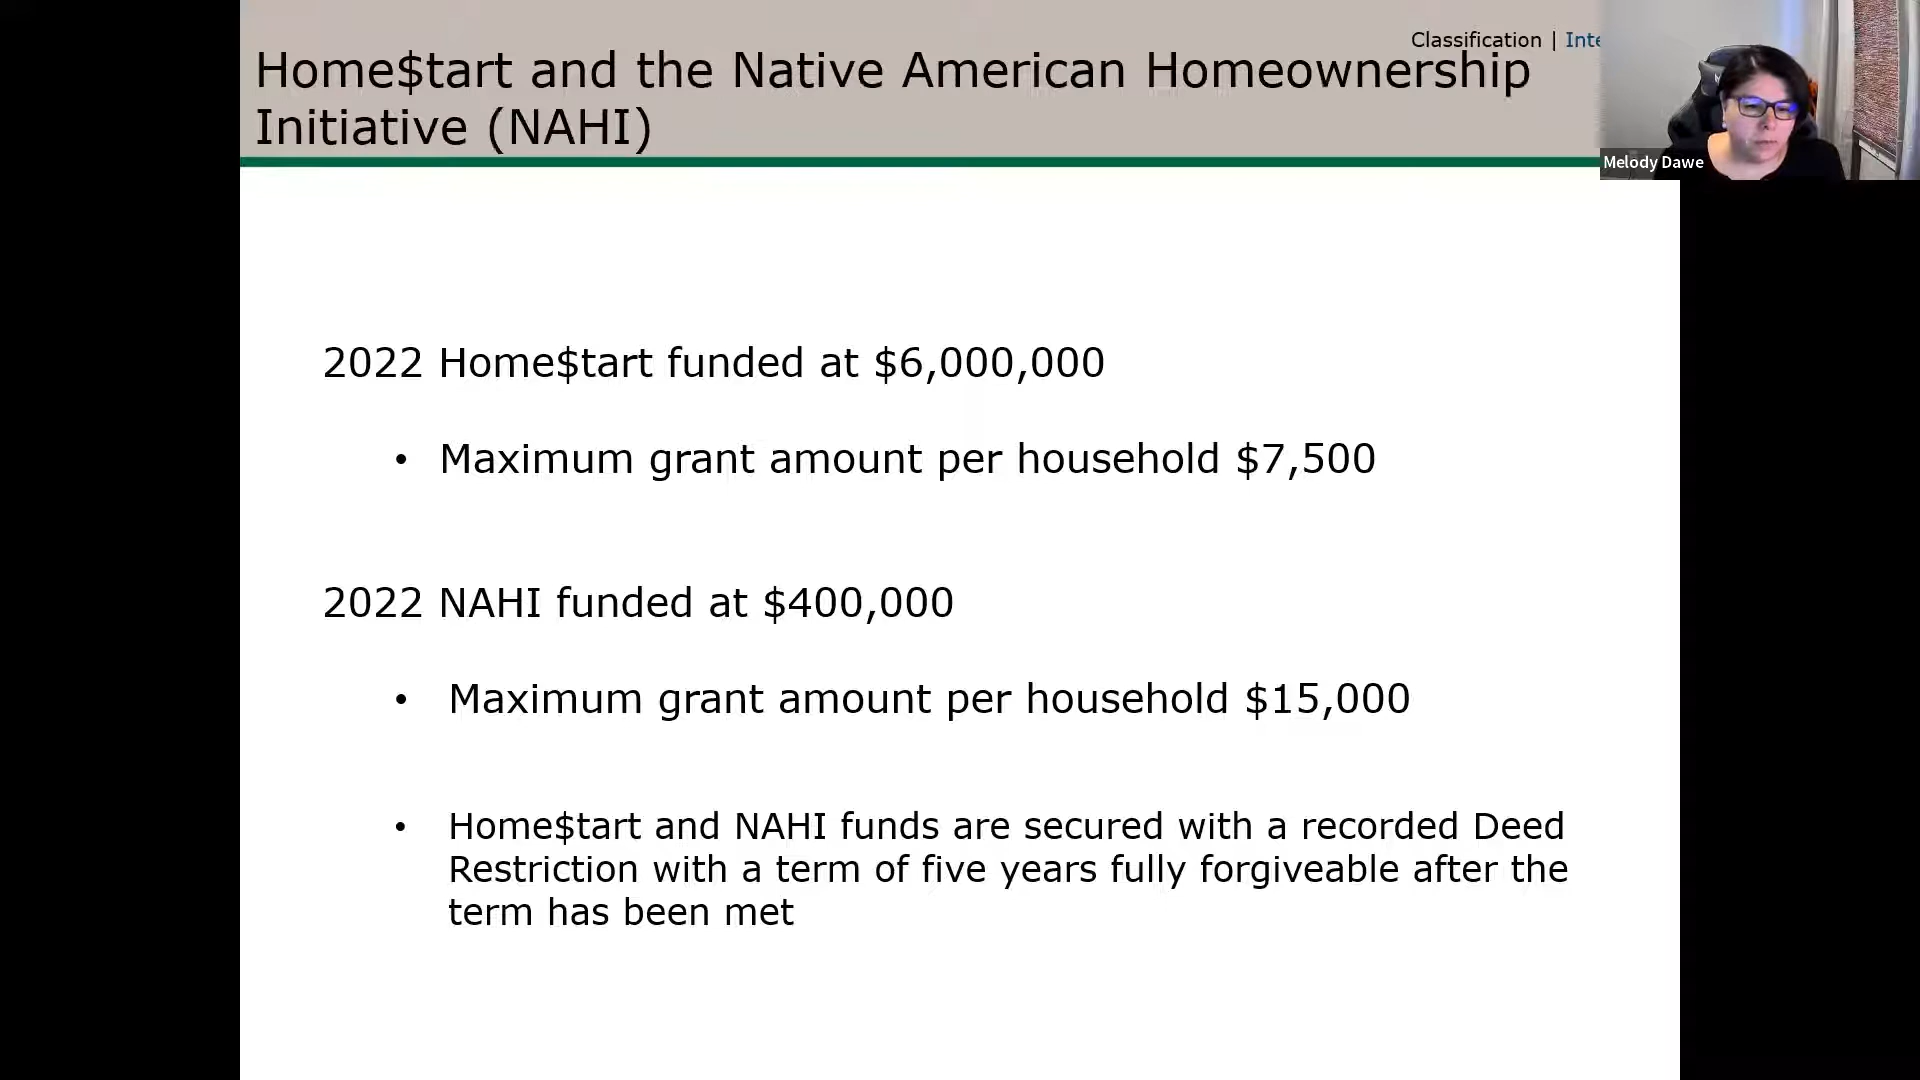 Classification |
Home$tart and the Native American Homeownership
Initiative (NAHI)
Melody Dawe
2022 Home$tart funded at $6,000,000
• Maximum grant amount per household $7,500
2022 NAHI funded at $400,000
• Maximum grant amount per household $15,000
• Home$tart and NAHI funds are secured with a recorded Deed
Restriction with a term of five years fully forgiveable after the
term has been met